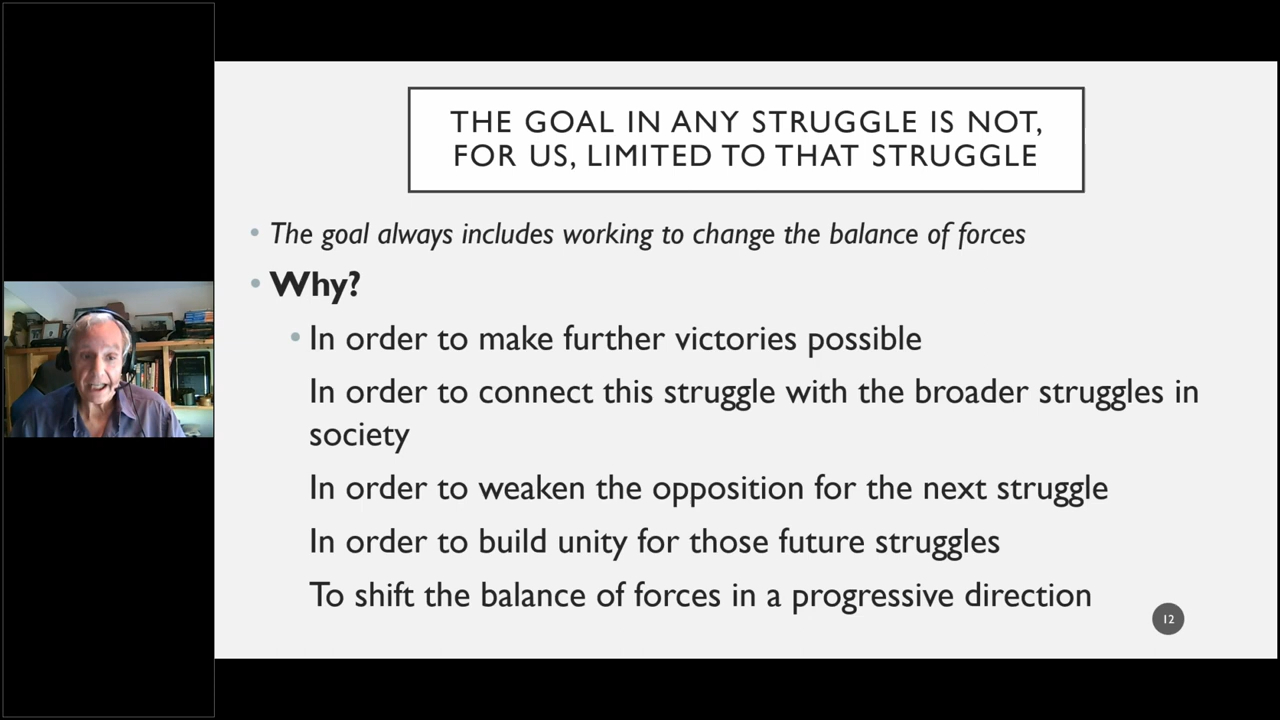 THE GOAL IN ANY STRUGGLE IS NOT,
FOR US, LIMITED TO THAT STRUGGLE
• The goal always includes working to change the balance of forces
• Why?
• In order to make further victories possible
In order to connect this struggle with the broader struggles in
society
In order to weaken the opposition for the next struggle
In order to build unity for those future struggles
To shift the balance of forces in a progressive direction
12